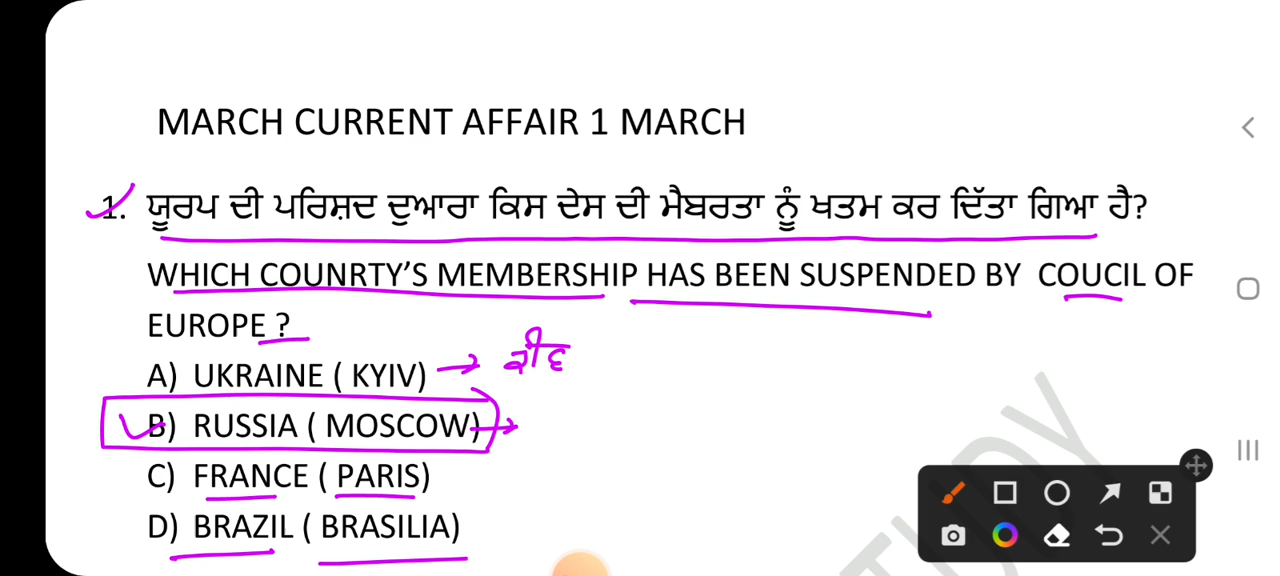 MARCH CURRENT AFFAIR 1 MARCH
1. ਯੂਰਪ ਦੀ ਪਰਿਸ਼ਦ ਦੁਆਰਾ ਕਿਸ ਦੇਸ ਦੀ ਮੈਬਰਤਾ ਨੂੰ ਖਤਮ ਕਰ ਦਿੱਤਾ ਗਿਆ ਹੈ?
WHICH COUNRTY'S MEMBERSHIP HAS BEEN SUSPENDED BY COUCIL OF
EUROPE ?
A) UKRAINE ( KYIV) → ਕੀਵ
B) RUSSIA ( MOSCOW) →
C) FRANCE ( PARIS)
D) BRAZIL ( BRASILIA)